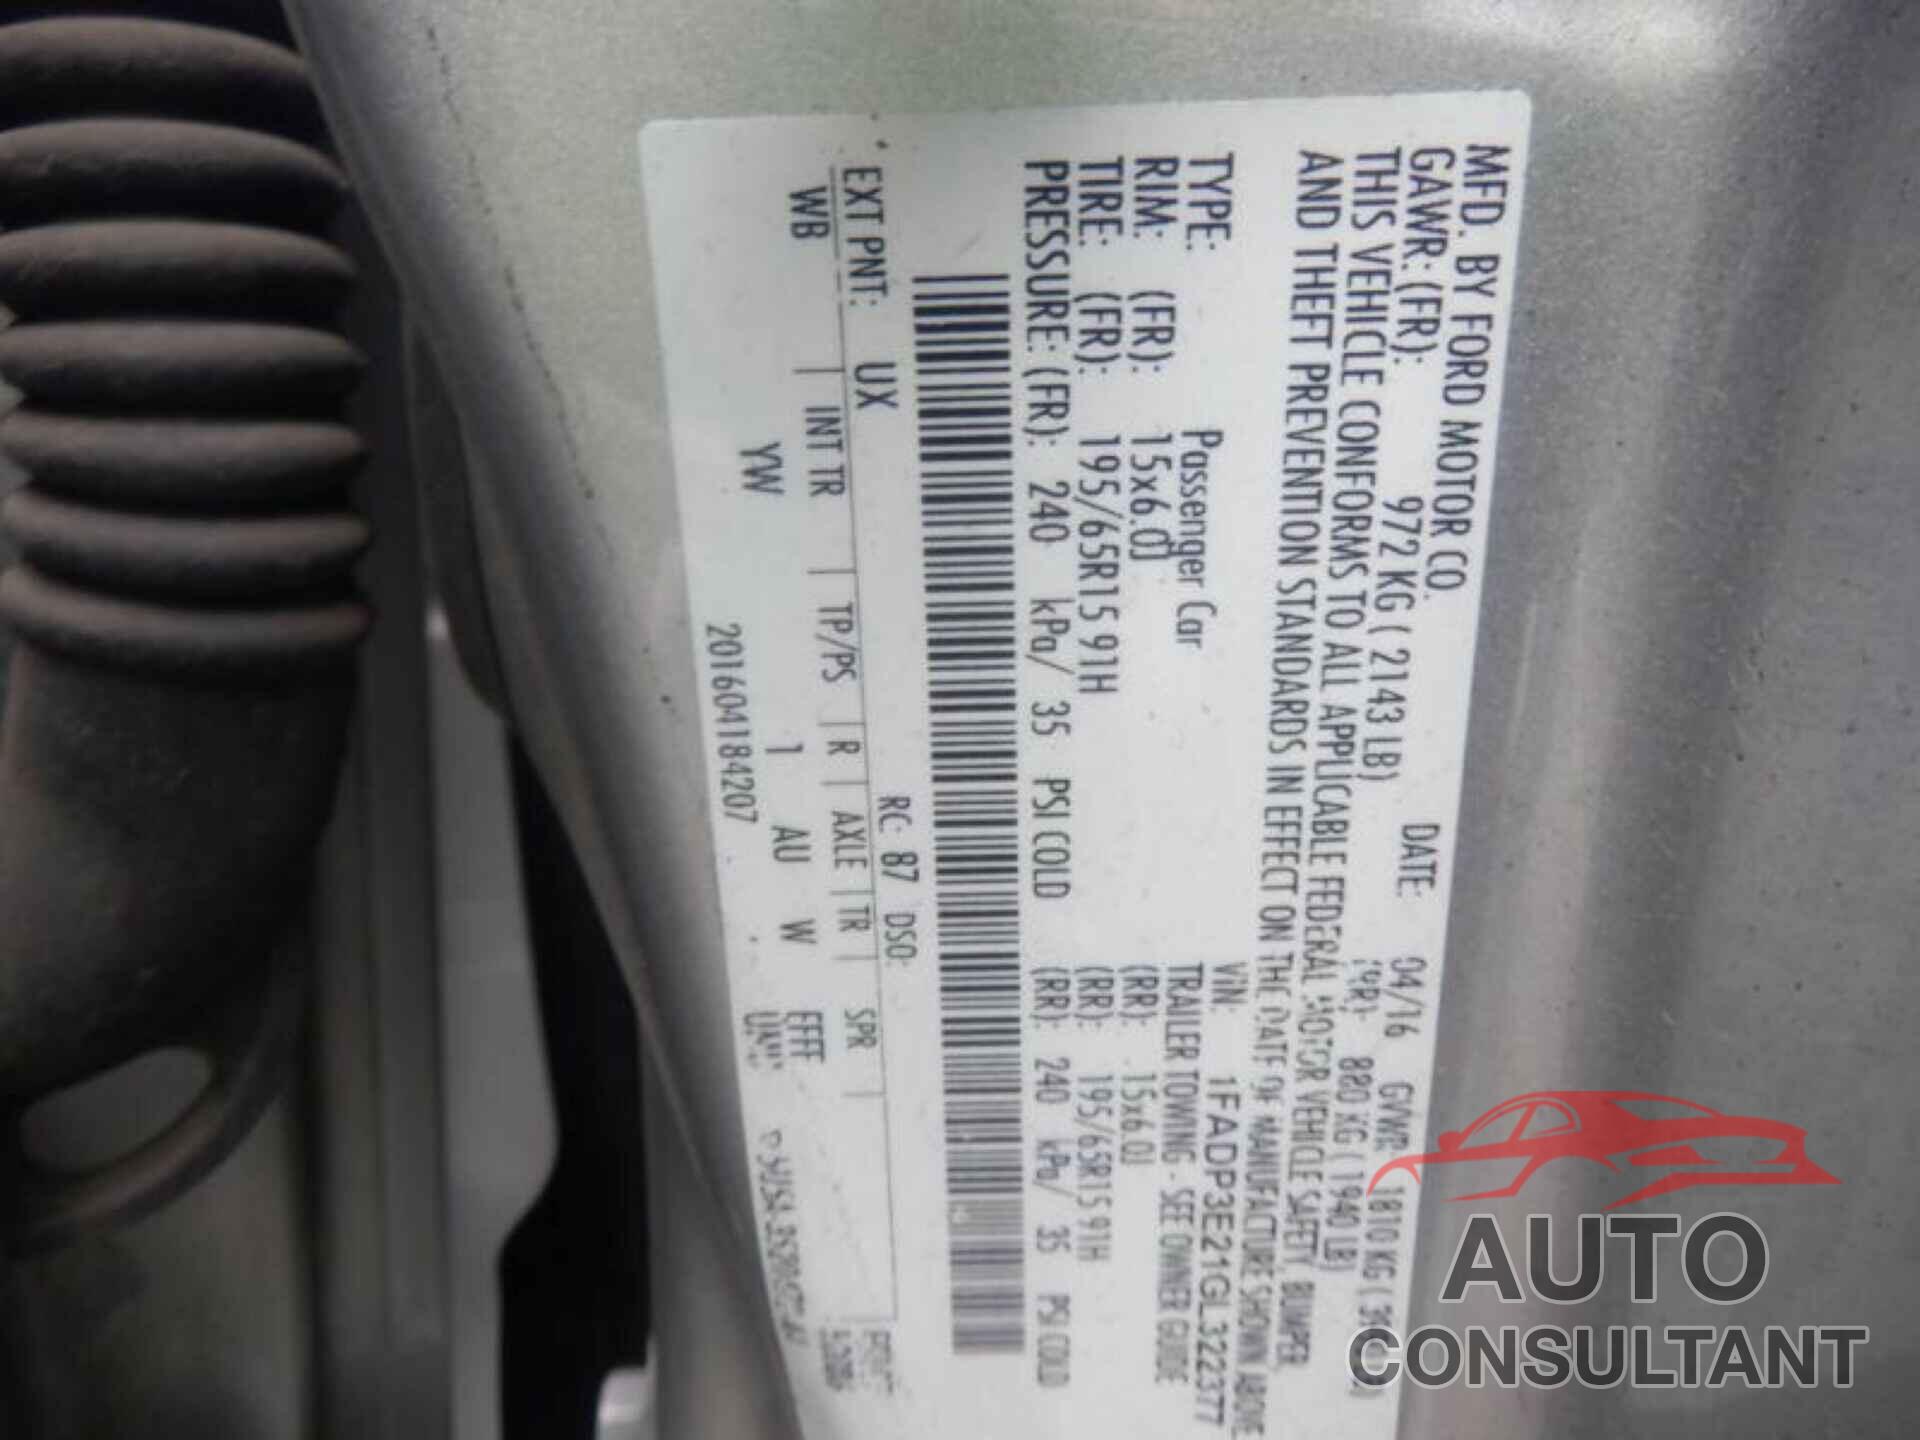 MFD. BY FORD MOTOR CO.
DATE: 04/16 GVWR 1810 KG (
GAWR: (FR): 972 KG ( 2143 LB) 880 KG ( 1940 LB)
THIS VEHICLE CONFORMS TO ALL APPLICABLE FEDERAL MOTOR VEHICLE SAFETY, BUMPER,
AND THEFT PREVENTION STANDARDS IN EFFECT ON THE DATE OF MANUFACTURE SHOWN ABOVE
VIN: 1FADP3E21GL322377
TYPE: Passenger Car TRAILER TOWING - SEE OWNER GUIDE
RIM: (FR): 15x6.0J (RR): 15x6.0J
TIRE: (FR): 195/65R15 91H (RR): 195/65R15 91H
PRESSURE: (FR): 240 kPa/ 35 PSI COLD (RR): 240 kPa/ 35 PSI COLD
EXT PNT: UX RC: 87 DSO:
WB INT TR TP/PS R AXLE TR SPR
YW 1 AU W EFFF
201604184207
AUTO
CONSULTANT